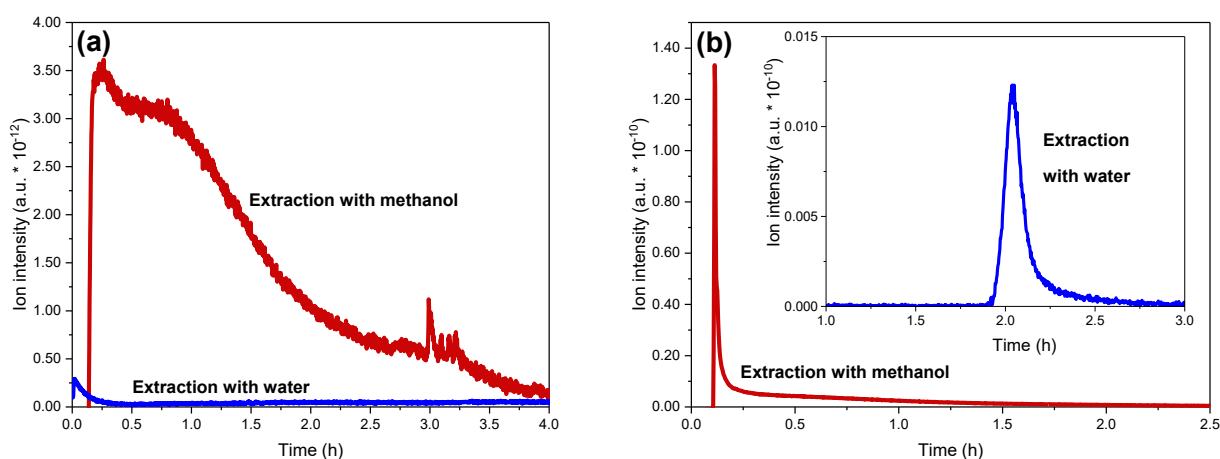 (a)
4.00
3.50
3.00
2.50
2.00
1.50
1.00
0.50
0.00
Ion intensity (a.u. * 10-12)
Extraction with methanol
Extraction with water
0.0 0.5 1.0 1.5 2.0 2.5 3.0 3.5 4.0
Time (h)
(b)
1.40
1.20
1.00
0.80
0.60
0.40
0.20
0.00
Ion intensity (a.u. * 10-10)
0.015
0.010
0.005
0.000
Ion intensity (a.u. * 10-10)
Extraction
with water
1.0 1.5 2.0 2.5 3.0
Time (h)
Extraction with methanol
0.0 0.5 1.0 1.5 2.0 2.5
Time (h)